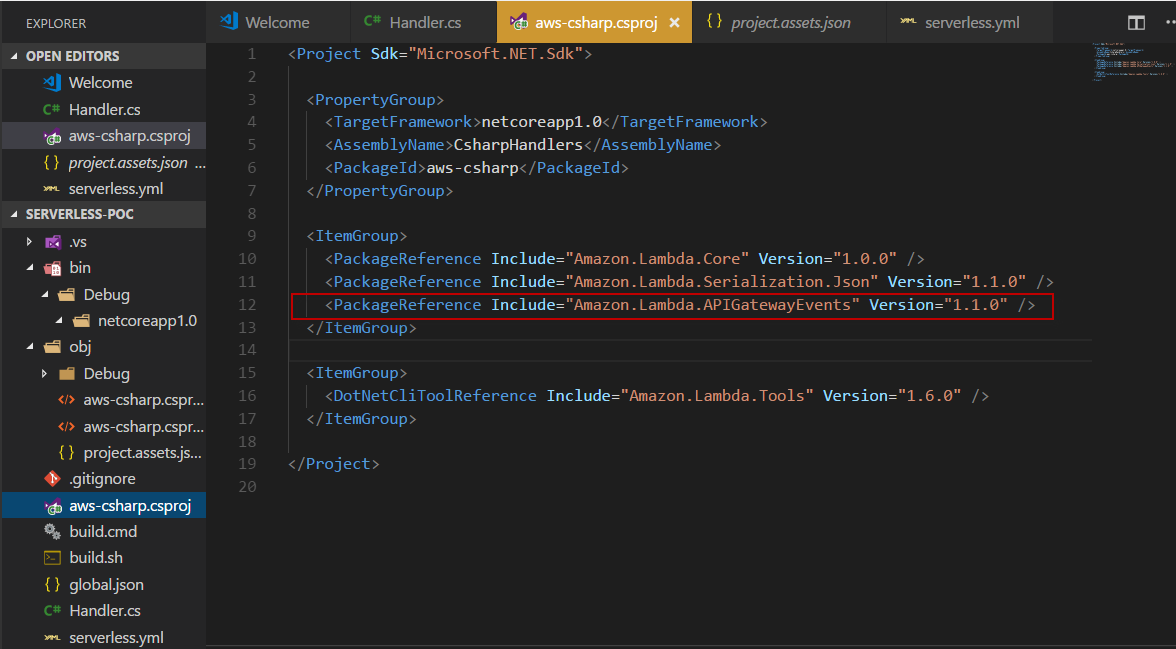 EXPLORER
OPEN EDITORS
Welcome
C# Handler.cs
aws-csharp.csproj
{ } project.assets.json ...
YAML serverless.yml
SERVERLESS-POC
.vs
bin
Debug
netcoreapp1.0
obj
Debug
</> aws-csharp.cspr...
</> aws-csharp.cspr...
{ } project.assets.js...
.gitignore
aws-csharp.csproj
build.cmd
build.sh
{ } global.json
C# Handler.cs
YAML serverless.yml
Welcome C# Handler.cs aws-csharp.csproj × { } project.assets.json YAML serverless.yml
1 <Project Sdk="Microsoft.NET.Sdk">
2
3 <PropertyGroup>
4 <TargetFramework>netcoreapp1.0</TargetFramework>
5 <AssemblyName>CsharpHandlers</AssemblyName>
6 <PackageId>aws-csharp</PackageId>
7 </PropertyGroup>
8
9 <ItemGroup>
10 <PackageReference Include="Amazon.Lambda.Core" Version="1.0.0" />
11 <PackageReference Include="Amazon.Lambda.Serialization.Json" Version="1.1.0" />
12 <PackageReference Include="Amazon.Lambda.APIGatewayEvents" Version="1.1.0" />
13 </ItemGroup>
14
15 <ItemGroup>
16 <DotNetCliToolReference Include="Amazon.Lambda.Tools" Version="1.6.0" />
17 </ItemGroup>
18
19 </Project>
20